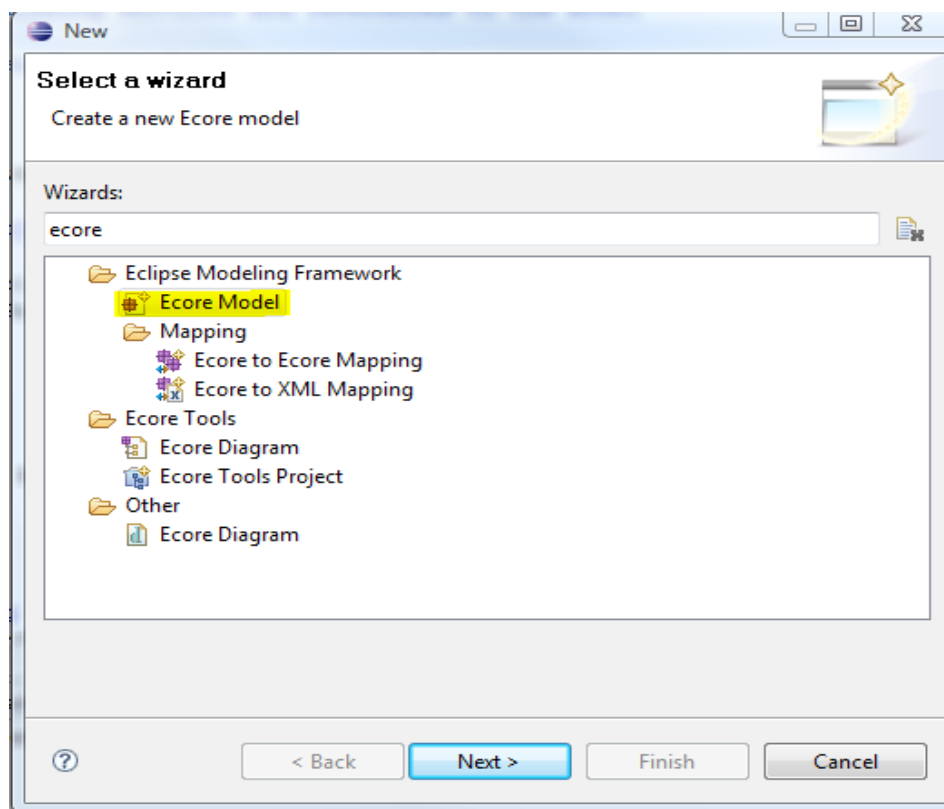 New
Select a wizard
Create a new Ecore model
Wizards:
ecore
Eclipse Modeling Framework
Ecore Model
Mapping
Ecore to Ecore Mapping
Ecore to XML Mapping
Ecore Tools
Ecore Diagram
Ecore Tools Project
Other
Ecore Diagram
? < Back Next > Finish Cancel